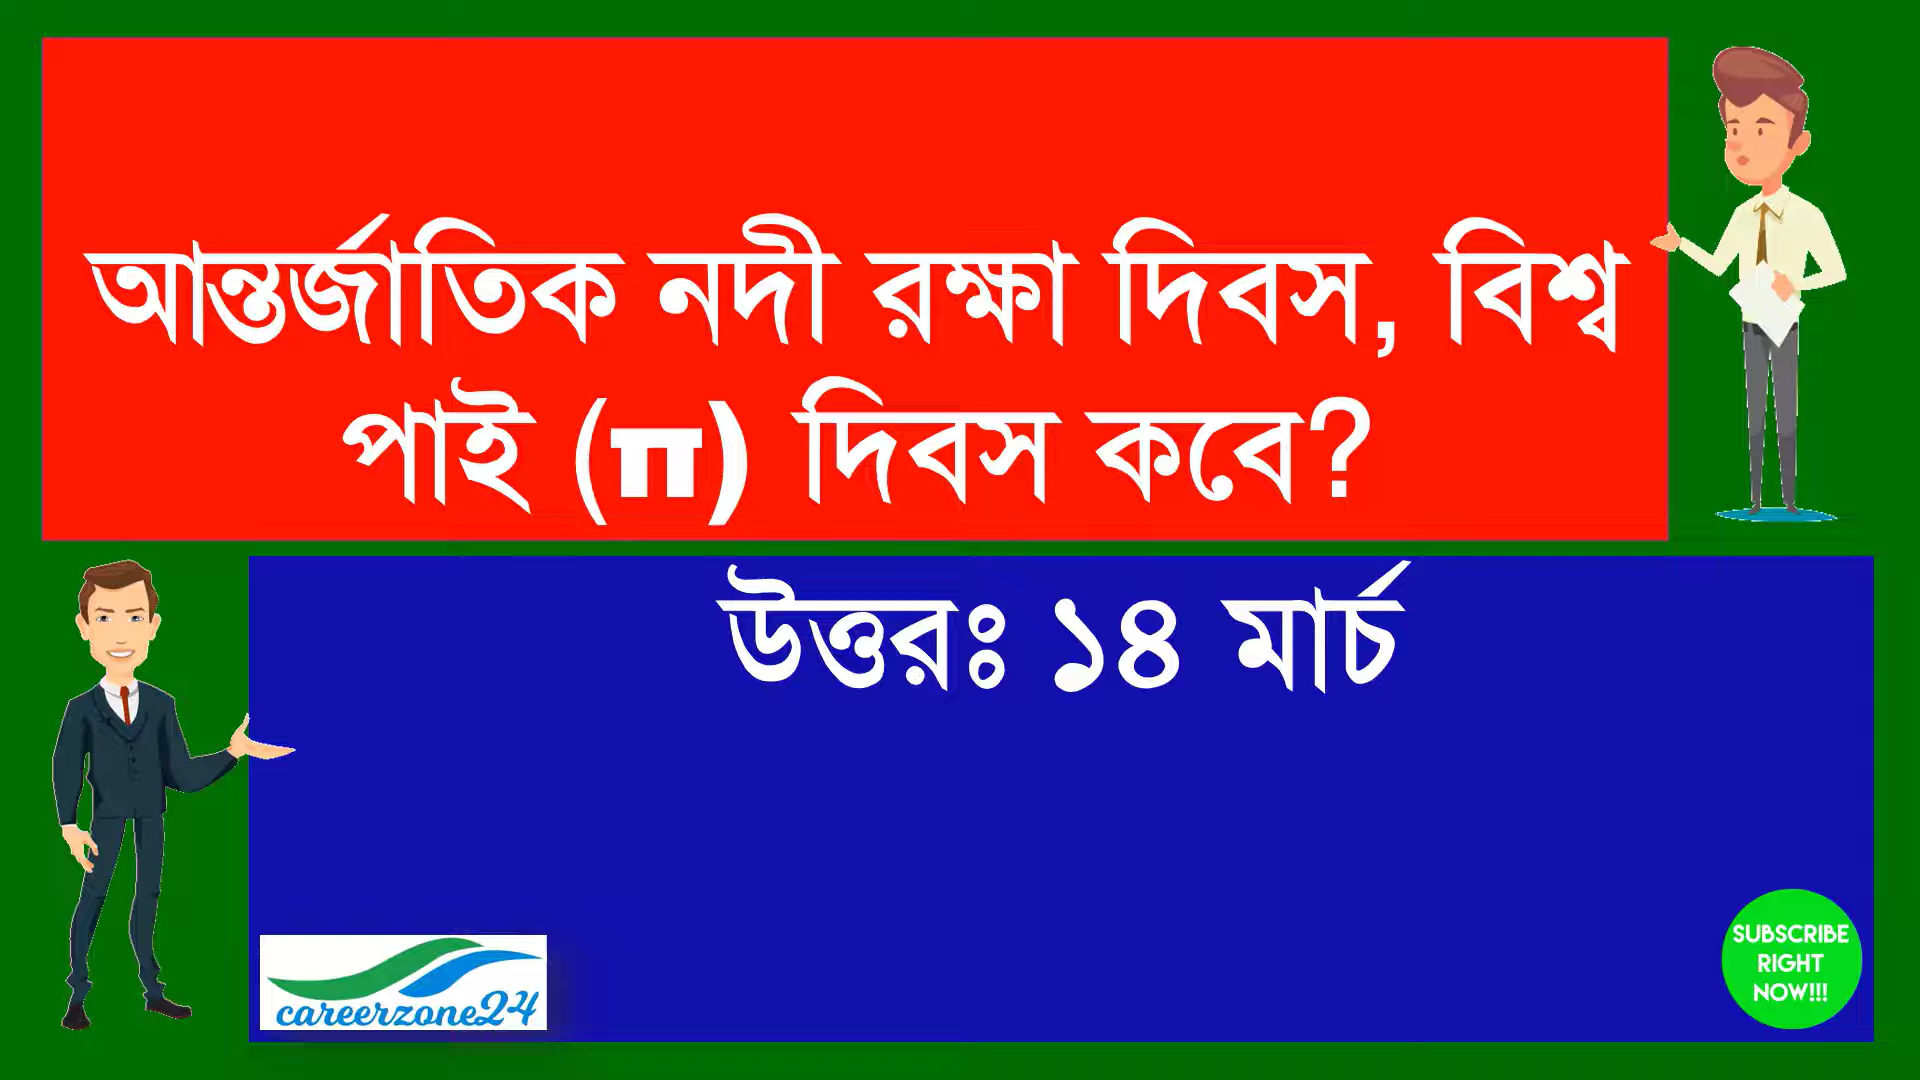 আন্তর্জাতিক নদী রক্ষা দিবস, বিশ্ব
পাই (π) দিবস কবে?
উত্তরঃ ১৪ মার্চ
careerzone24
SUBSCRIBE
RIGHT
NOW!!!